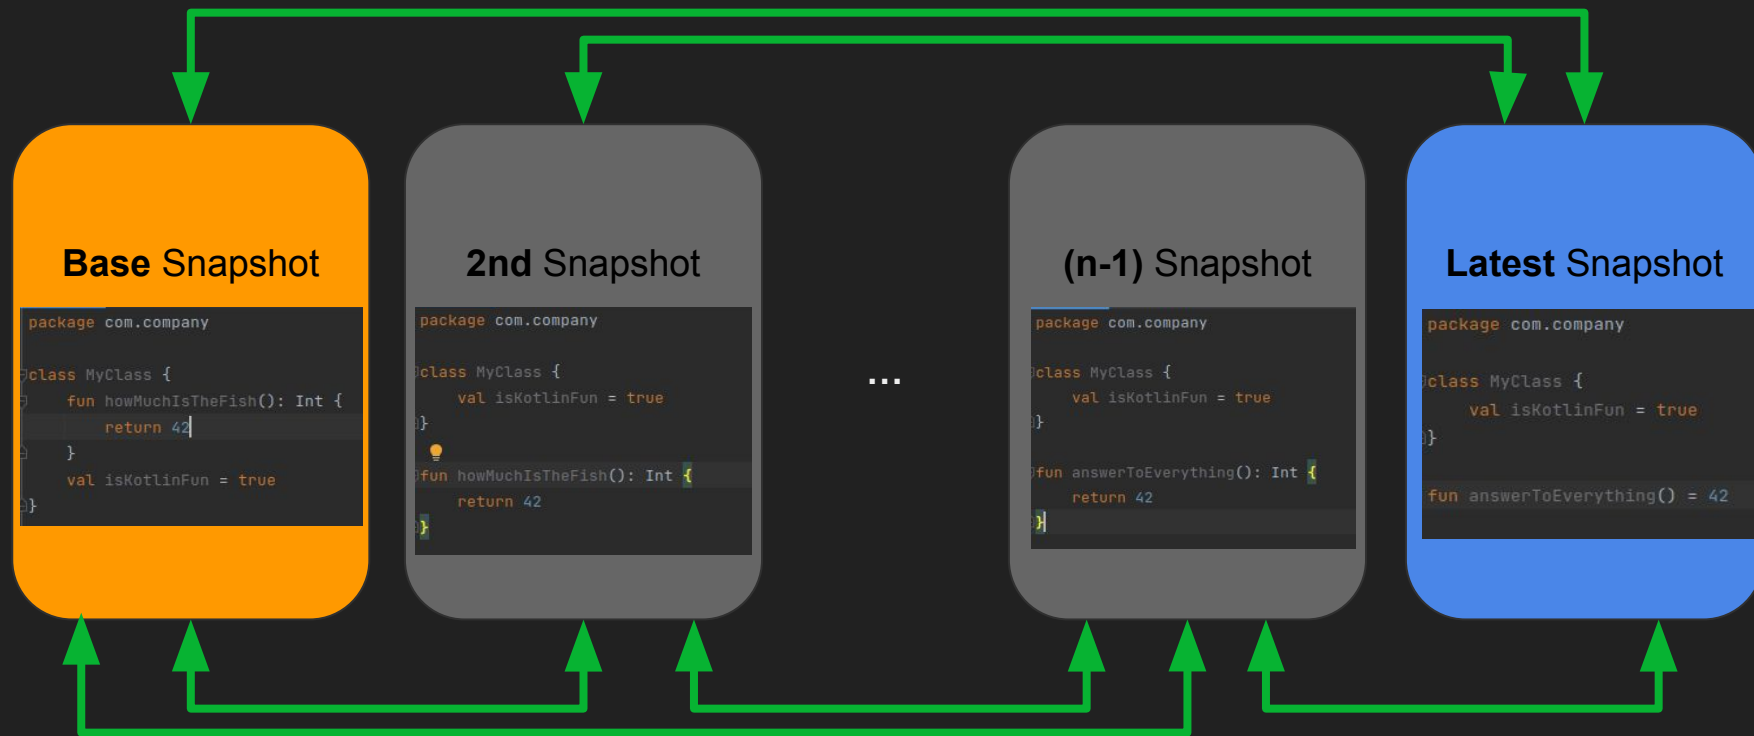 Base Snapshot
package com.company
class MyClass {
fun howMuchIsTheFish(): Int {
return 42
}
val isKotlinFun = true
}
2nd Snapshot
package com.company
class MyClass {
val isKotlinFun = true
}
fun howMuchIsTheFish(): Int {
return 42
}
...
(n-1) Snapshot
package com.company
class MyClass {
val isKotlinFun = true
}
fun answerToEverything(): Int {
return 42
}
Latest Snapshot
package com.company
class MyClass {
val isKotlinFun = true
}
fun answerToEverything() = 42